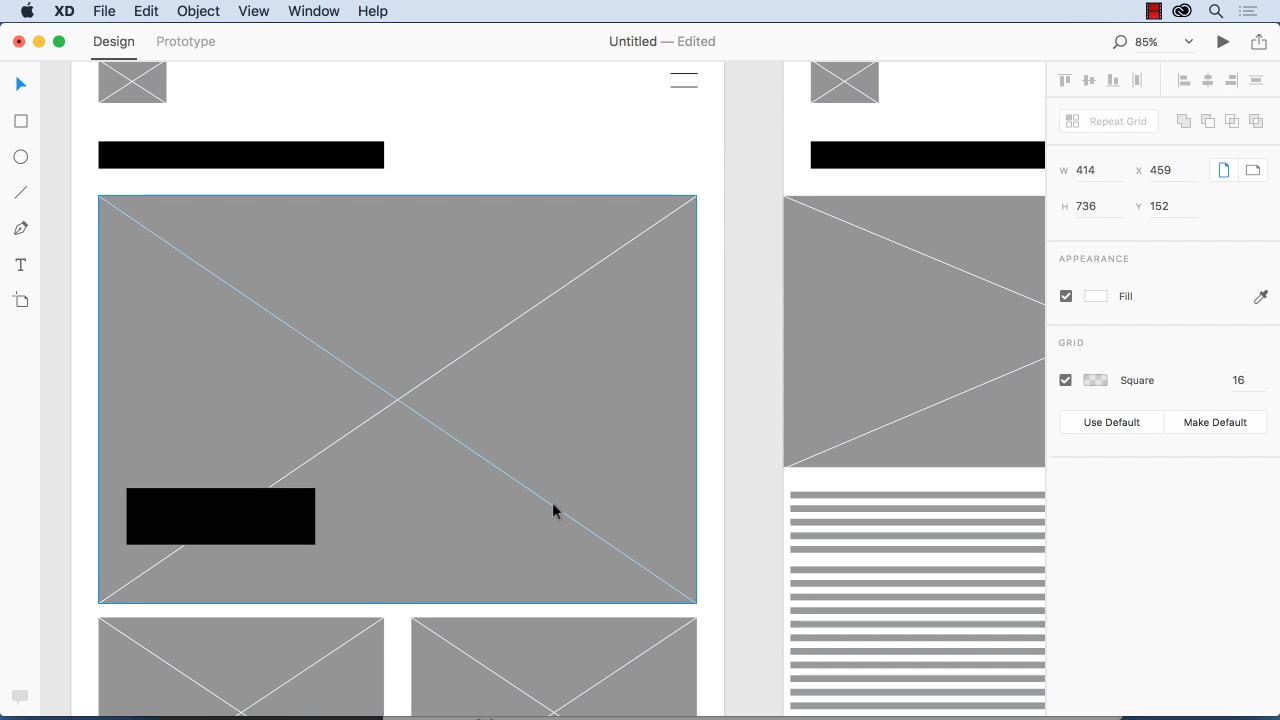 XD File Edit Object View Window Help
Design Prototype Untitled — Edited 85%
Repeat Grid
W 414 X 459
H 736 Y 152
APPEARANCE
Fill
GRID
Square 16
Use Default Make Default